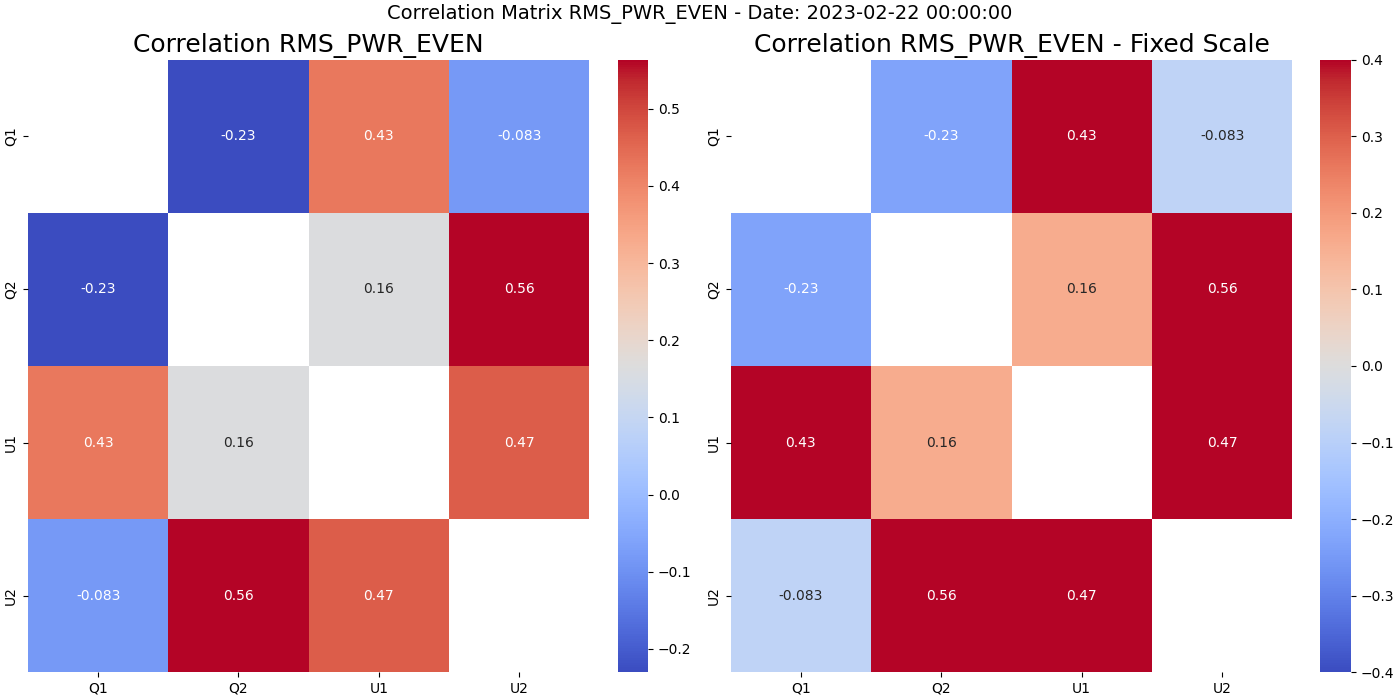 Correlation Matrix RMS_PWR_EVEN - Date: 2023-02-22 00:00:00
Correlation RMS_PWR_EVEN
Q1
-0.23
0.43
-0.083
Q2
-0.23
0.16
0.56
U1
0.43
0.16
0.47
U2
-0.083
0.56
0.47
Q1
Q2
U1
U2
0.5
0.4
0.3
0.2
0.1
0.0
−0.1
−0.2
Correlation RMS_PWR_EVEN - Fixed Scale
Q1
-0.23
0.43
-0.083
Q2
-0.23
0.16
0.56
U1
0.43
0.16
0.47
U2
-0.083
0.56
0.47
Q1
Q2
U1
U2
0.4
0.3
0.2
0.1
0.0
−0.1
−0.2
−0.3
−0.4